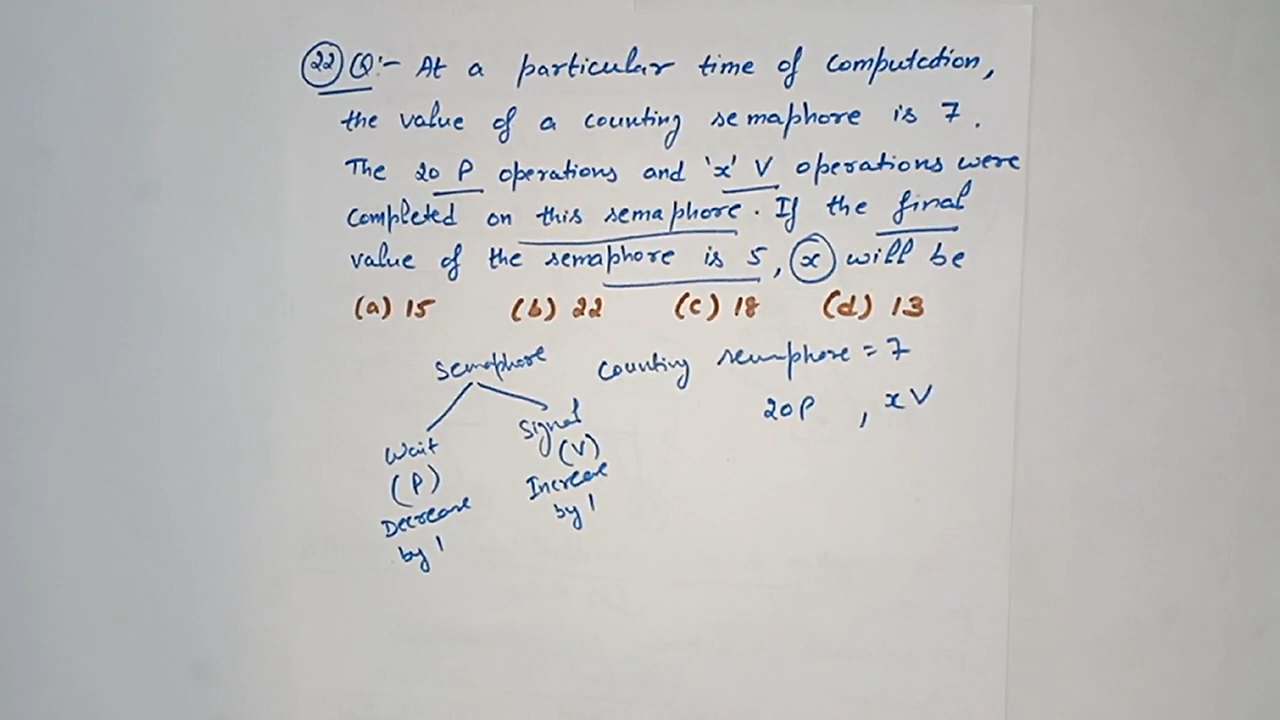 22 Q:- At a particular time of computation,
the value of a counting semaphore is 7.
The 20 P operations and 'x' V operations were
completed on this semaphore. If the final
value of the semaphore is 5, x will be
(a) 15 (b) 22 (c) 18 (d) 13
Semaphore
Counting semphore = 7
20P , xV
Wait
(P)
Decrease
by 1
Signal
(V)
Increase
by 1